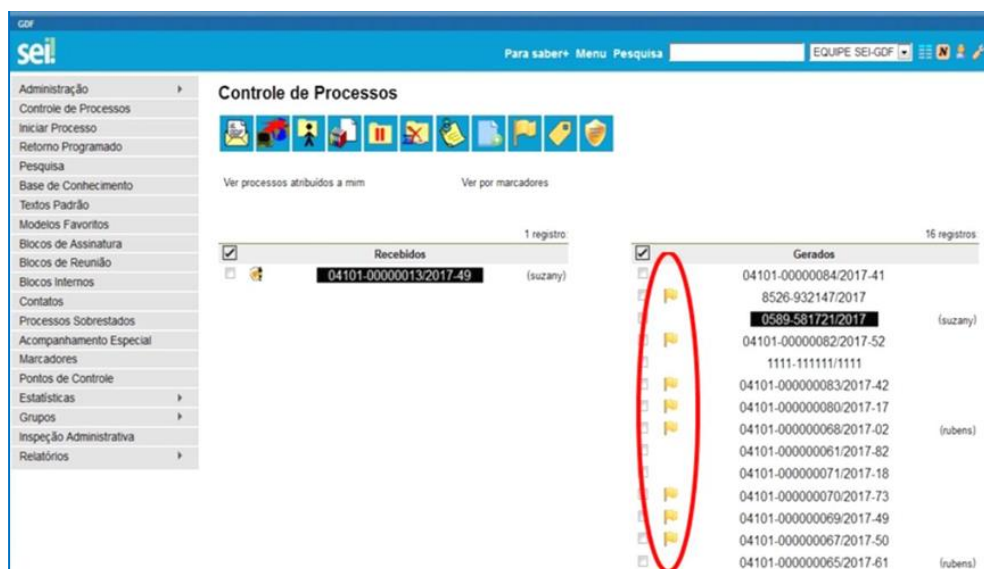 GDF
sei!
Para saber+ Menu Pesquisa
EQUIPE SEI-GDF
N
Administração
Controle de Processos
Iniciar Processo
Retorno Programado
Pesquisa
Base de Conhecimento
Textos Padrão
Modelos Favoritos
Blocos de Assinatura
Blocos de Reunião
Blocos Internos
Contatos
Processos Sobrestados
Acompanhamento Especial
Marcadores
Pontos de Controle
Estatísticas
Grupos
Inspeção Administrativa
Relatórios
Controle de Processos
Ver processos atribuídos a mim
Ver por marcadores
1 registro:
Recebidos
04101-00000013/2017-49 (suzany)
16 registros:
Gerados
04101-00000084/2017-41
8526-932147/2017
0589-581721/2017 (suzany)
04101-00000082/2017-52
1111-111111/1111
04101-000000083/2017-42
04101-000000080/2017-17
04101-000000068/2017-02 (rubens)
04101-000000061/2017-82
04101-000000071/2017-18
04101-000000070/2017-73
04101-000000069/2017-49
04101-000000067/2017-50
04101-000000065/2017-61 (rubens)